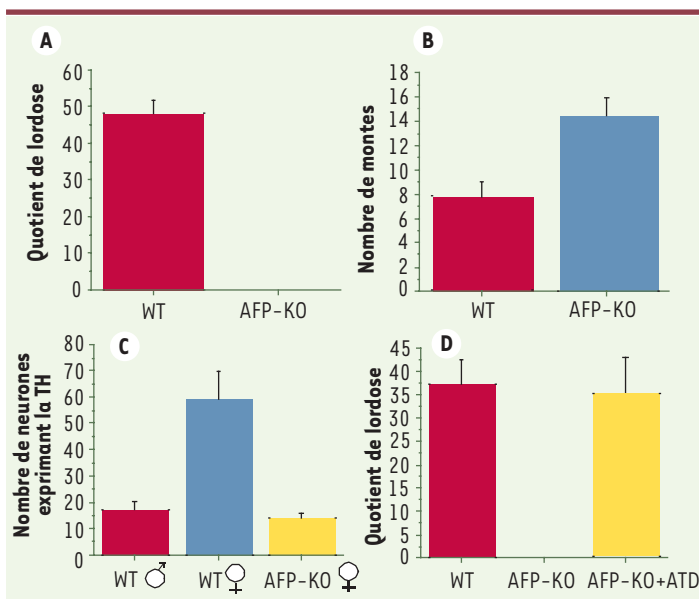 A
Quotient de lordose
60
50
40
30
20
10
0
WT AFP-KO
B
Nombre de montes
18
16
14
12
10
8
6
4
2
0
WT AFP-KO
C
Nombre de neurones
exprimant la TH
80
70
60
50
40
30
20
10
0
WT ♂ WT ♀ AFP-KO ♀
D
Quotient de lordose
45
40
35
30
25
20
15
10
5
0
WT AFP-KO AFP-KO+ATD